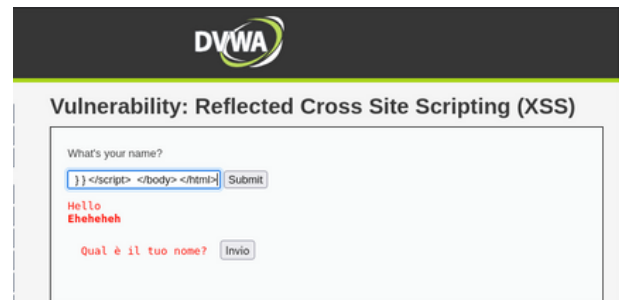 DVWA
Vulnerability: Reflected Cross Site Scripting (XSS)
What's your name?
} } </script> </body> </html> Submit
Hello
Eheheheh
Qual è il tuo nome? Invio